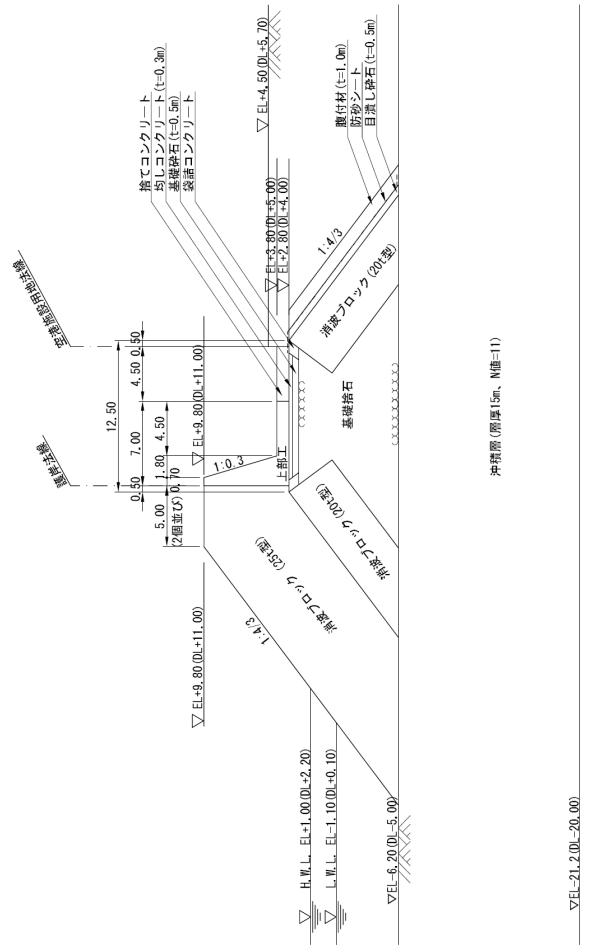 護岸法線
空港施設用地法線
12.50
0.50
7.00
4.50
0.50
5.00
1.80
4.50
(2個並び)
0.70
▽ EL+9.80(DL+11.00)
▽ EL+9.80(DL+11.00)
▽ EL+4.50(DL+5.70)
捨てコンクリート
均しコンクリート(t=0.3m)
基礎砕石(t=0.5m)
袋詰コンクリート
1:0.3
上部工
▽EL+3.80(DL+5.00)
▽EL+2.80(DL+4.00)
腹付材(t=1.0m)
防砂シート
目潰し砕石(t=0.5m)
1:4/3
1:4/3
消波ブロック(25t型)
消波ブロック(20t型)
消波ブロック(20t型)
基礎捨石
▽ H.W.L. EL+1.00(DL+2.20)
▽ L.W.L. EL-1.10(DL+0.10)
▽EL-6.20(DL-5.00)
沖積層(層厚15m、N値=11)
▽EL-21.2(DL-20.00)